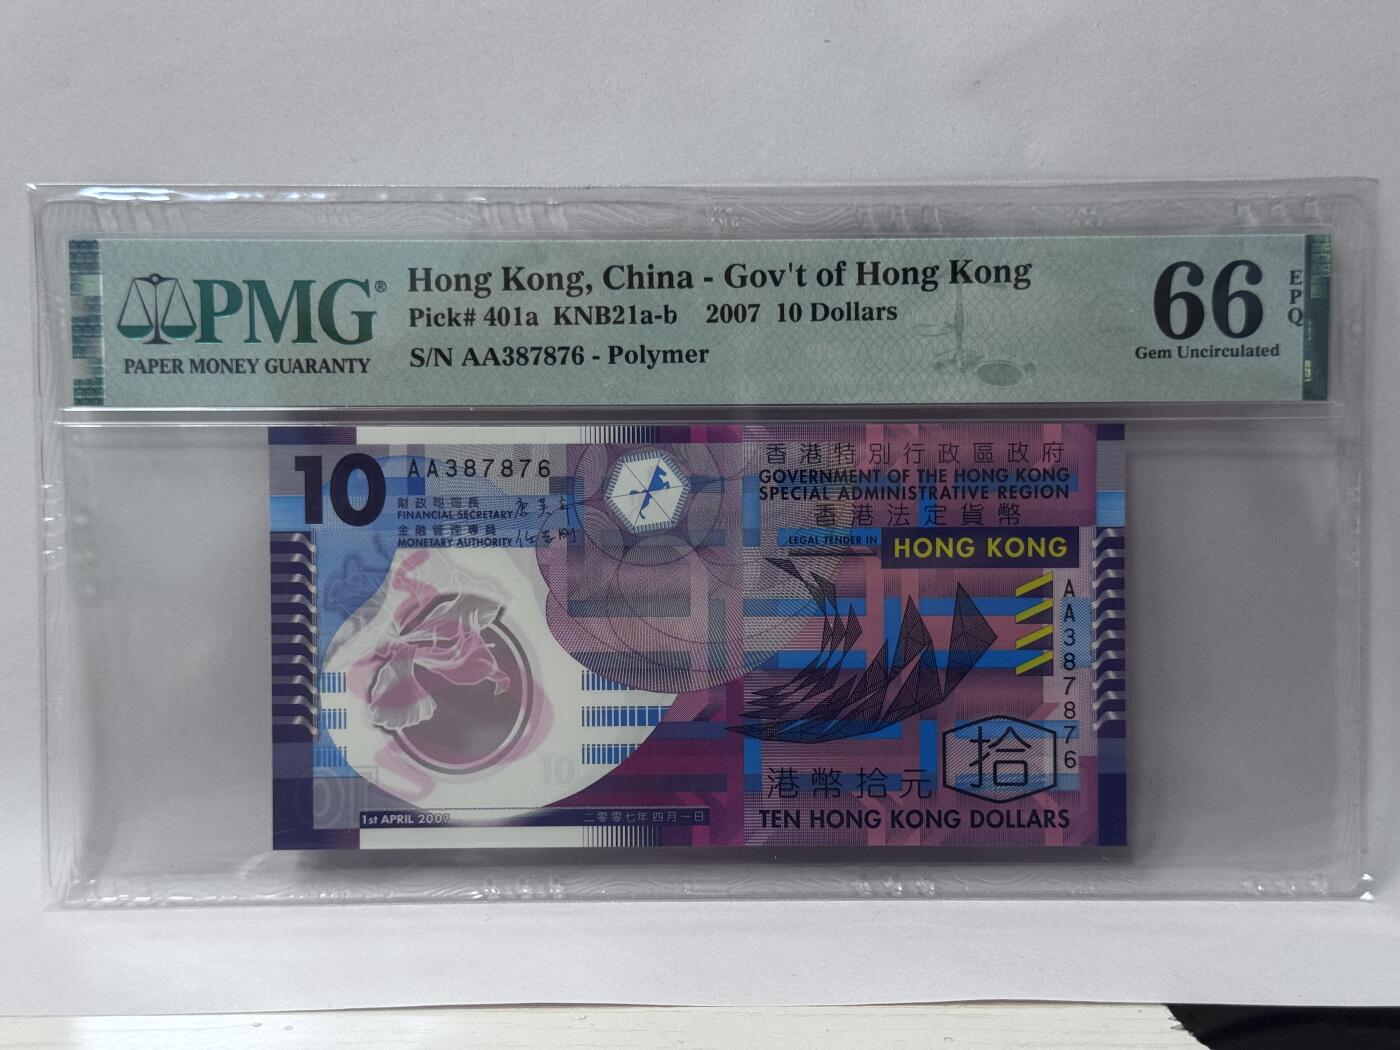 PMG®
PAPER MONEY GUARANTY
Hong Kong, China - Gov't of Hong Kong
Pick# 401a KNB21a-b 2007 10 Dollars
S/N AA387876 - Polymer
66
EPQ
Gem Uncirculated
10
AA387876
財政司司長
FINANCIAL SECRETARY
金融管理專員
MONETARY AUTHORITY
香港特別行政區政府
GOVERNMENT OF THE HONG KONG
SPECIAL ADMINISTRATIVE REGION
香港法定貨幣
LEGAL TENDER IN
HONG KONG
AA387876
10
港幣拾元
拾
TEN HONG KONG DOLLARS
1st APRIL 2007
二零零七年四月一日